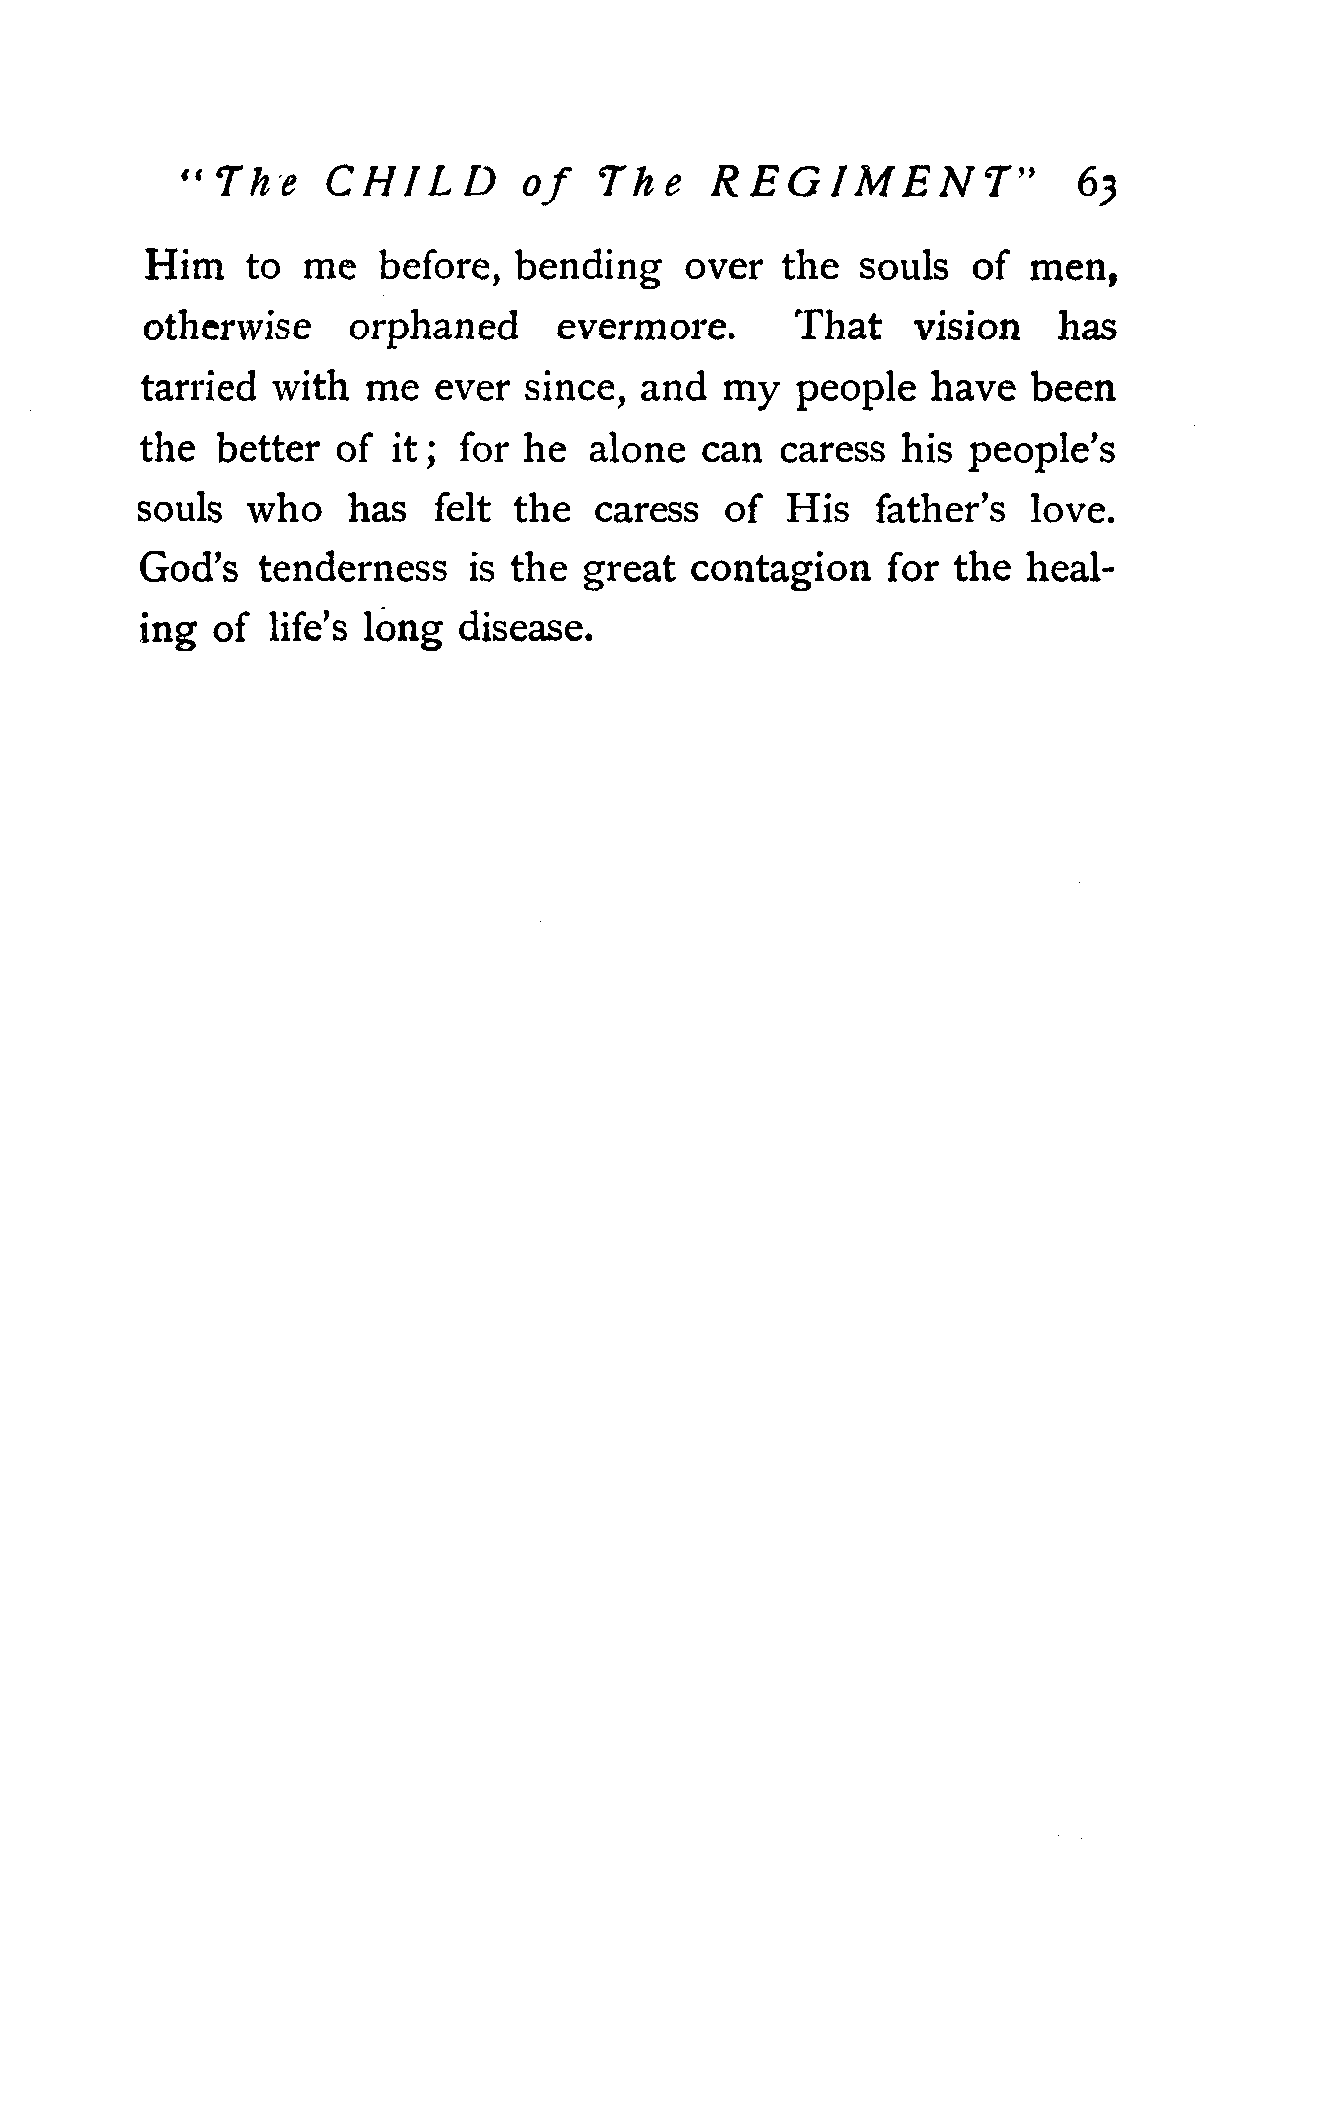 "The CHILD of The REGIMENT" 63
Him to me before, bending over the souls of men,
otherwise orphaned evermore. That vision has
tarried with me ever since, and my people have been
the better of it; for he alone can caress his people's
souls who has felt the caress of His father's love.
God's tenderness is the great contagion for the heal-
ing of life's long disease.